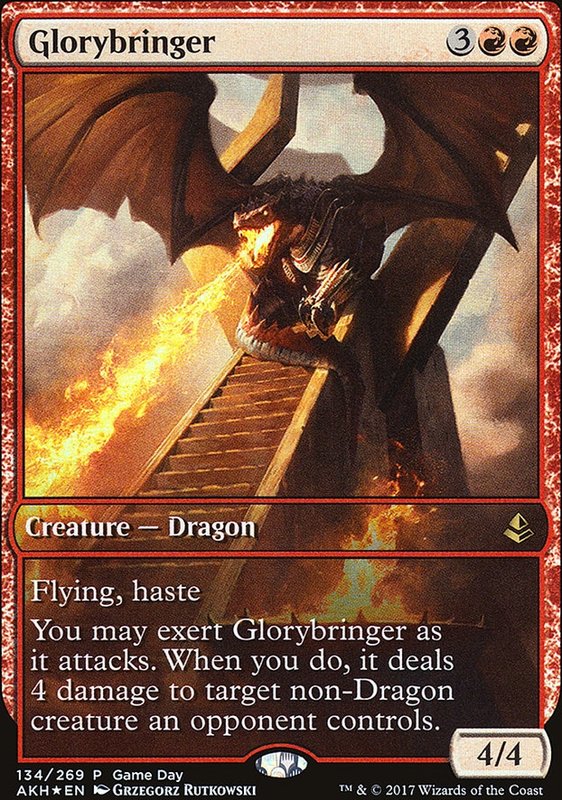 Glorybringer 3
Creature — Dragon
Flying, haste
You may exert Glorybringer as
it attacks. When you do, it deals
4 damage to target non-Dragon
creature an opponent controls.
4/4
134/269 P Game Day
AKH★EN Grzegorz Rutkowski
™ & © 2017 Wizards of the Coast